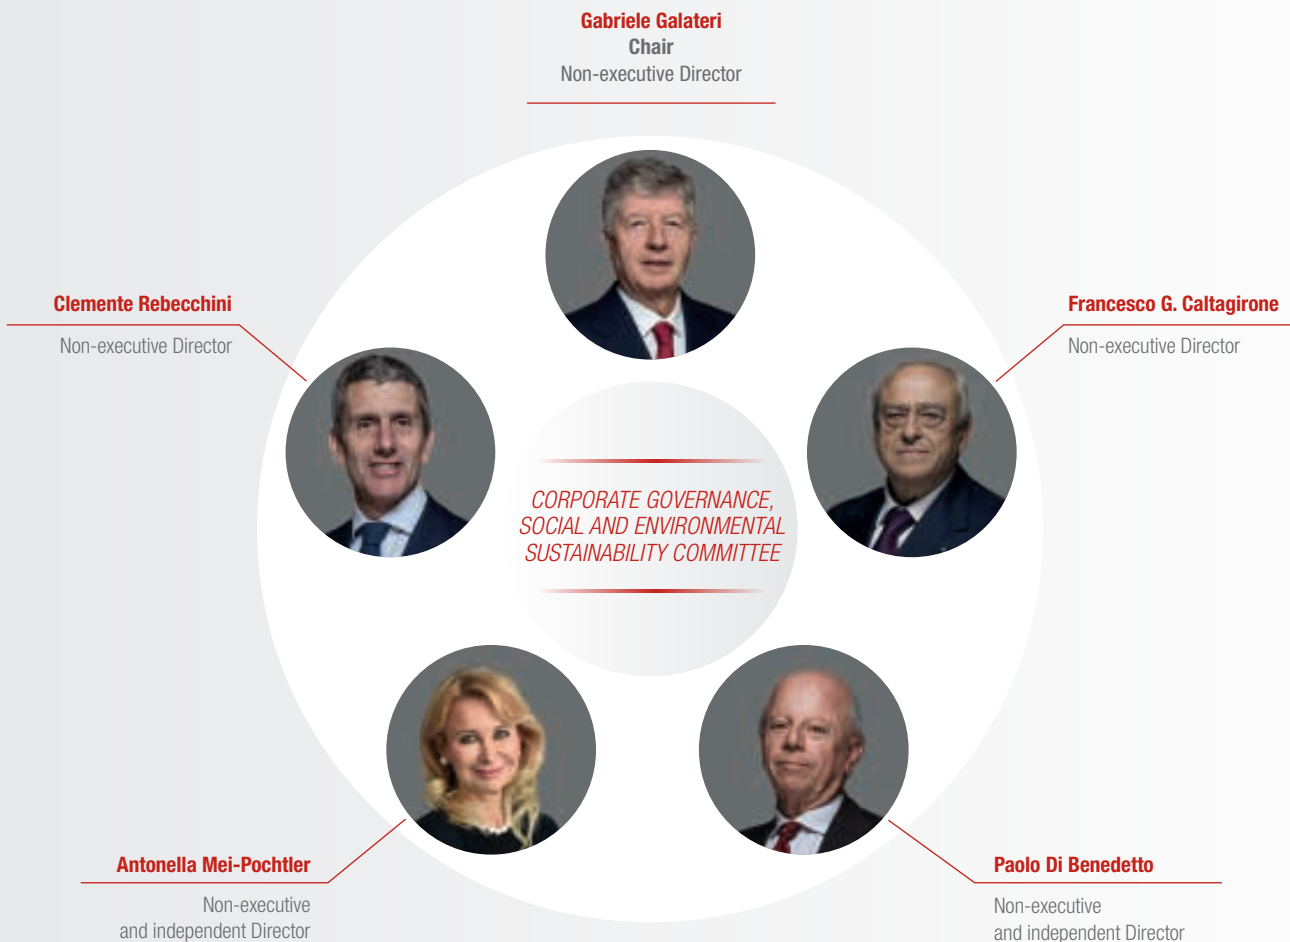 Gabriele Galateri
Chair
Non-executive Director
Clemente Rebecchini
Non-executive Director
Francesco G. Caltagirone
Non-executive Director
CORPORATE GOVERNANCE,
SOCIAL AND ENVIRONMENTAL
SUSTAINABILITY COMMITTEE
Antonella Mei-Pochtler
Non-executive
and independent Director
Paolo Di Benedetto
Non-executive
and independent Director